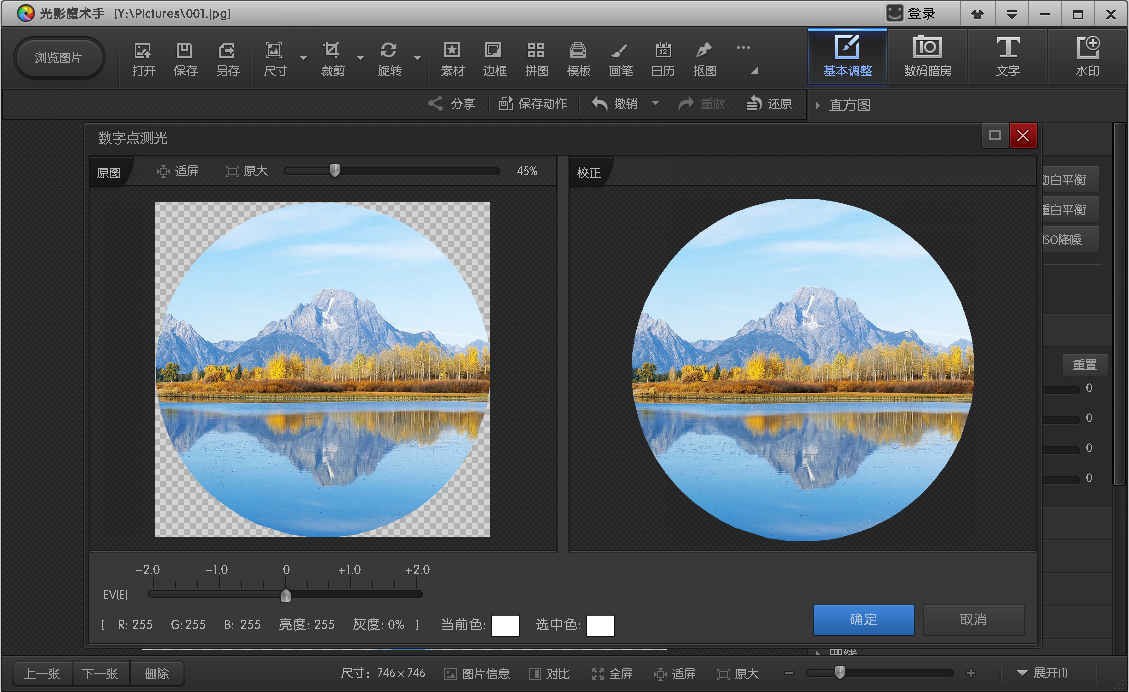 光影魔术手 [Y:\Pictures\001.jpg] 登录
浏览图片 打开 保存 另存 尺寸 裁剪 旋转 素材 边框 拼图 模板 画笔 日历 抠图 基本调整 数码暗房 文字 水印
分享 保存动作 撤销 重做 还原 直方图
数字点测光
原图 适屏 原大 45% 校正
动白平衡
重白平衡
ISO降噪
重置
0
0
0
0
-2.0 -1.0 0 +1.0 +2.0
EV[E]
[ R: 255 G:255 B: 255 亮度: 255 灰度: 0% ] 当前色: 选中色:
确定 取消
上一张 下一张 删除 尺寸: 746×746 图片信息 对比 全屏 适屏 原大 展开(1)